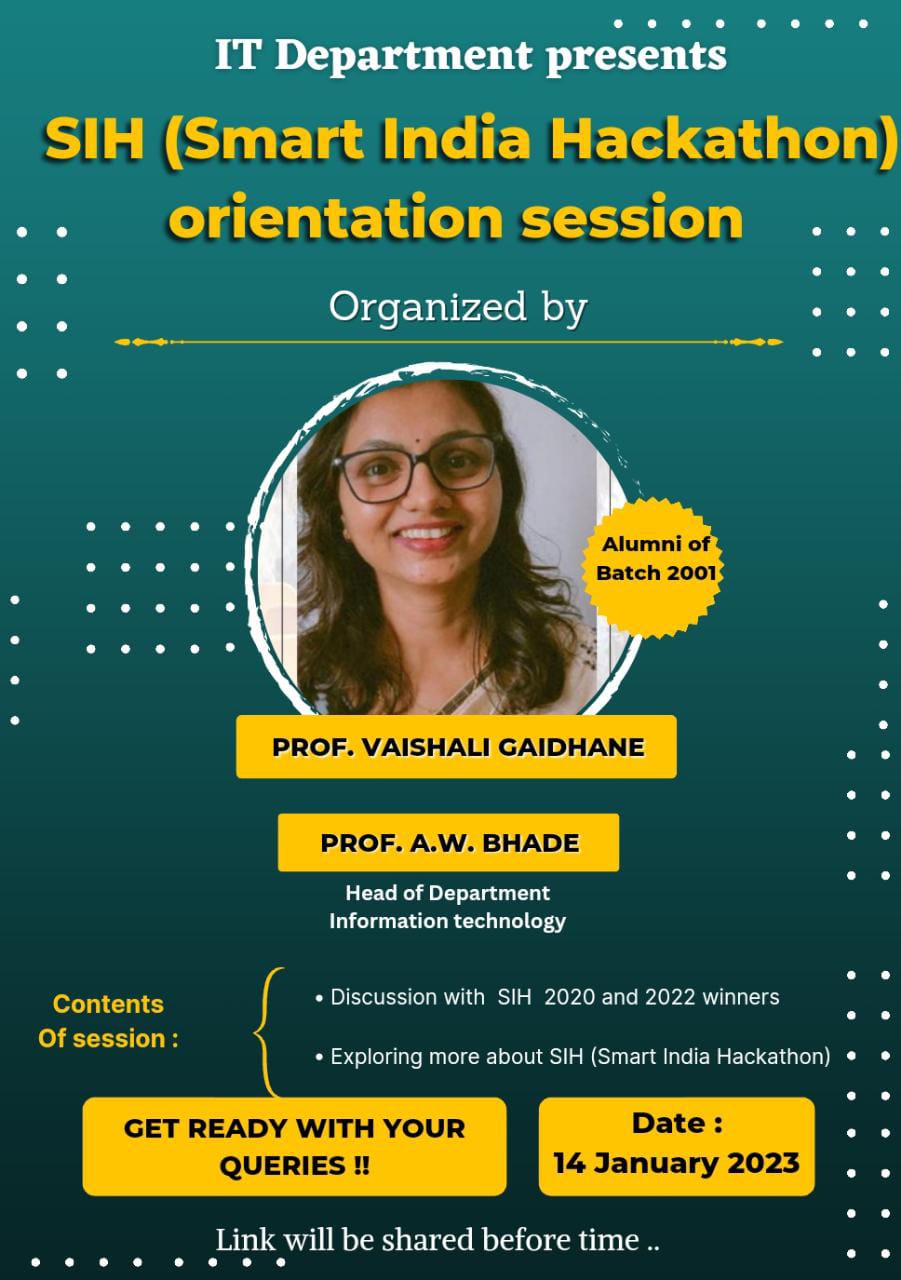 IT Department presents
SIH (Smart India Hackathon)
orientation session
Organized by
Alumni of
Batch 2001
PROF. VAISHALI GAIDHANE
PROF. A.W. BHADE
Head of Department
Information technology
Contents
Of session :
• Discussion with SIH 2020 and 2022 winners
• Exploring more about SIH (Smart India Hackathon)
GET READY WITH YOUR
QUERIES !!
Date :
14 January 2023
Link will be shared before time ..